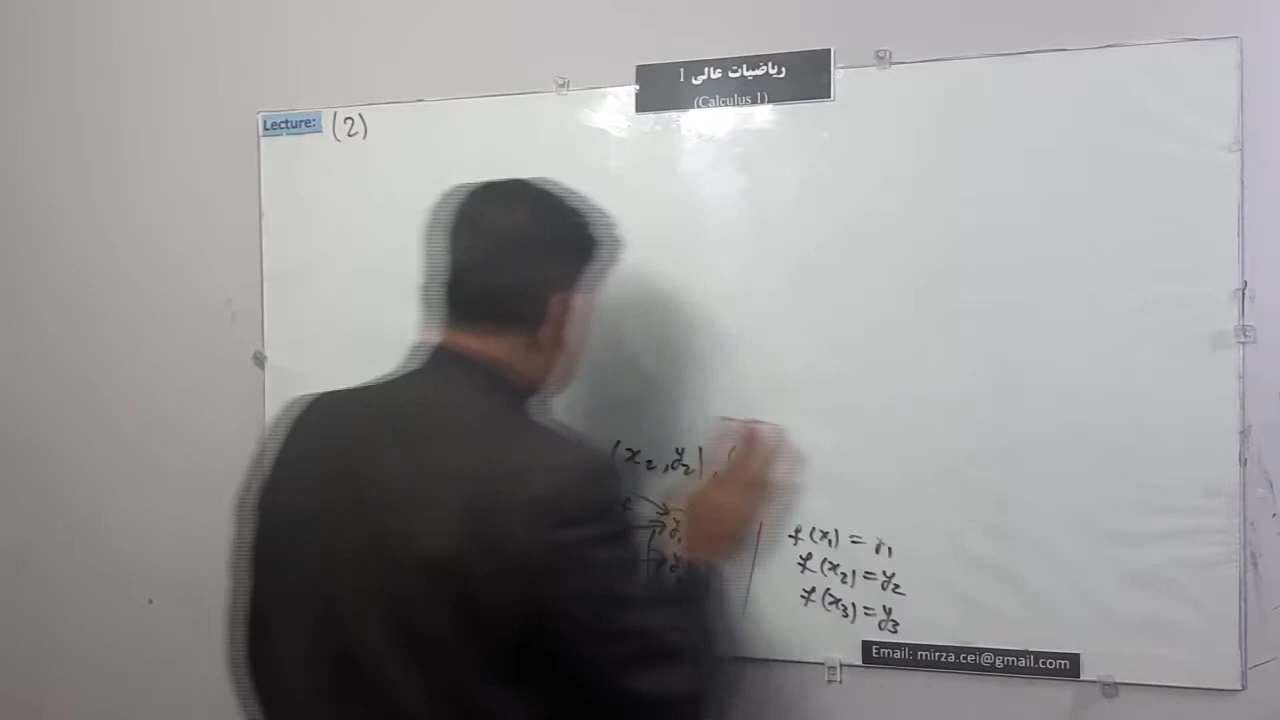 ریاضیات عالی 1
(Calculus 1)
Lecture: (2)
(x₂, y₂), (
f(x₁) = y₁
f(x₂) = y₂
f(x₃) = y₃
Email: mirza.cei@gmail.com